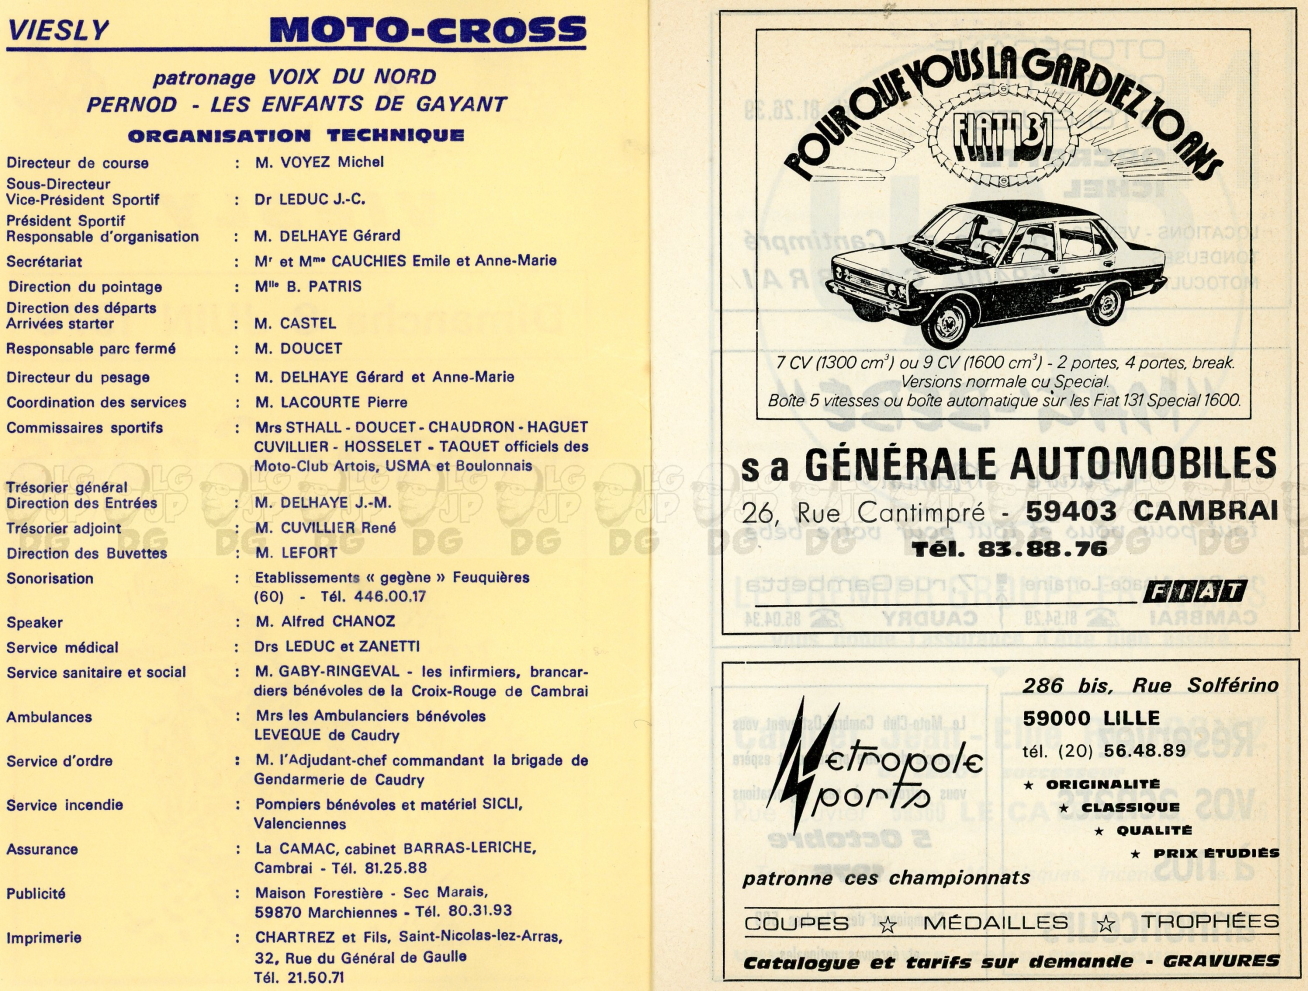 VIESLY MOTO-CROSS
patronage VOIX DU NORD
PERNOD - LES ENFANTS DE GAYANT
ORGANISATION TECHNIQUE
Directeur de course : M. VOYEZ Michel
Sous-Directeur
Vice-Président Sportif : Dr LEDUC J.-C.
Président Sportif
Responsable d'organisation : M. DELHAYE Gérard
Secrétariat : Mr et Mme CAUCHIES Emile et Anne-Marie
Direction du pointage : Mlle B. PATRIS
Direction des départs
Arrivées starter : M. CASTEL
Responsable parc fermé : M. DOUCET
Directeur du pesage : M. DELHAYE Gérard et Anne-Marie
Coordination des services : M. LACOURTE Pierre
Commissaires sportifs : Mrs STHALL - DOUCET - CHAUDRON - HAGUET
CUVILLIER - HOSSELET - TAQUET officiels des
Moto-Club Artois, USMA et Boulonnais
Trésorier général
Direction des Entrées : M. DELHAYE J.-M.
Trésorier adjoint : M. CUVILLIER René
Direction des Buvettes : M. LEFORT
Sonorisation : Etablissements « gegène » Feuquières
(60) - Tél. 446.00.17
Speaker : M. Alfred CHANOZ
Service médical : Drs LEDUC et ZANETTI
Service sanitaire et social : M. GABY-RINGEVAL - les infirmiers, brancar-
diers bénévoles de la Croix-Rouge de Cambrai
Ambulances : Mrs les Ambulanciers bénévoles
LEVEQUE de Caudry
Service d'ordre : M. l'Adjudant-chef commandant la brigade de
Gendarmerie de Caudry
Service incendie : Pompiers bénévoles et matériel SICLI,
Valenciennes
Assurance : La CAMAC, cabinet BARRAS-LERICHE,
Cambrai - Tél. 81.25.88
Publicité : Maison Forestière - Sec Marais,
59870 Marchiennes - Tél. 80.31.93
Imprimerie : CHARTREZ et Fils, Saint-Nicolas-lez-Arras,
32, Rue du Général de Gaulle
Tél. 21.50.71
POUR QUE VOUS LA GARDIEZ 10 ANS
FIAT 131
7 CV (1300 cm³) ou 9 CV (1600 cm³) - 2 portes, 4 portes, break.
Versions normale ou Special.
Boîte 5 vitesses ou boîte automatique sur les Fiat 131 Special 1600.
s a GÉNÉRALE AUTOMOBILES
26, Rue Cantimpré - 59403 CAMBRAI
Tél. 83.88.76
FIAT
Metropole
Sports
286 bis, Rue Solférino
59000 LILLE
tél. (20) 56.48.89
★ ORIGINALITÉ
★ CLASSIQUE
★ QUALITÉ
★ PRIX ÉTUDIÉS
patronne ces championnats
COUPES ☆ MÉDAILLES ☆ TROPHÉES
Catalogue et tarifs sur demande - GRAVURES